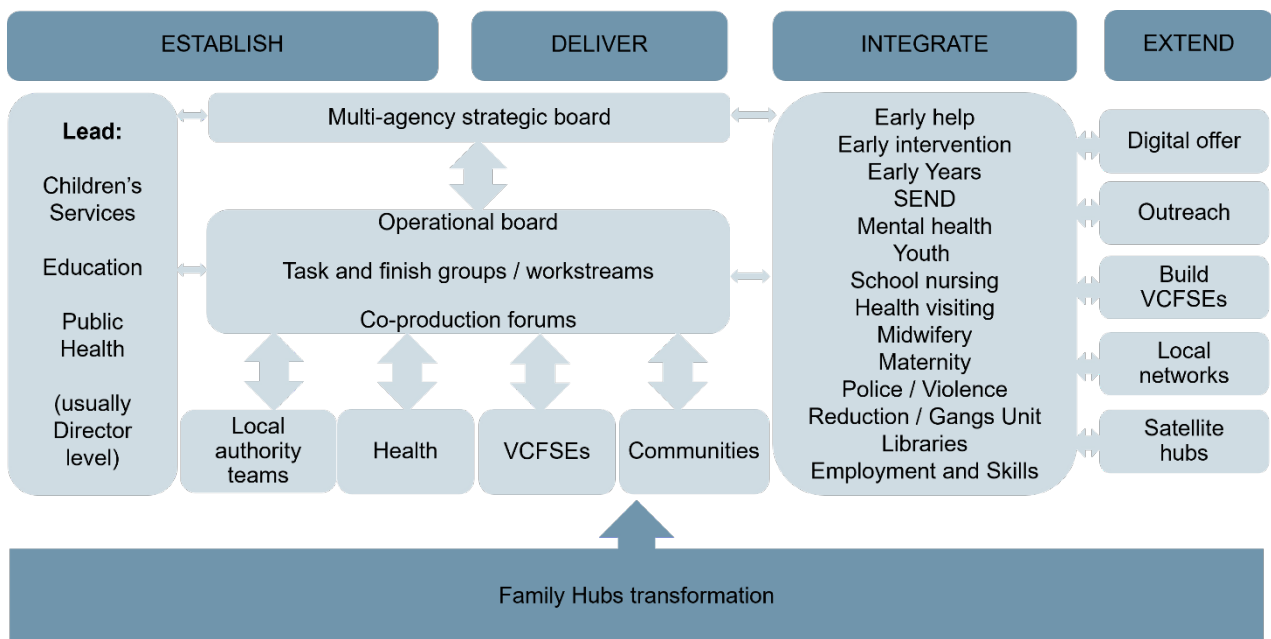 ESTABLISH
DELIVER
INTEGRATE
EXTEND
Lead:
Children’s
Services
Education
Public
Health
(usually
Director
level)
Multi-agency strategic board
Operational board
Task and finish groups / workstreams
Co-production forums
Local
authority
teams
Health
VCFSEs
Communities
Early help
Early intervention
Early Years
SEND
Mental health
Youth
School nursing
Health visiting
Midwifery
Maternity
Police / Violence
Reduction / Gangs Unit
Libraries
Employment and Skills
Digital offer
Outreach
Build
VCFSEs
Local
networks
Satellite
hubs
Family Hubs transformation